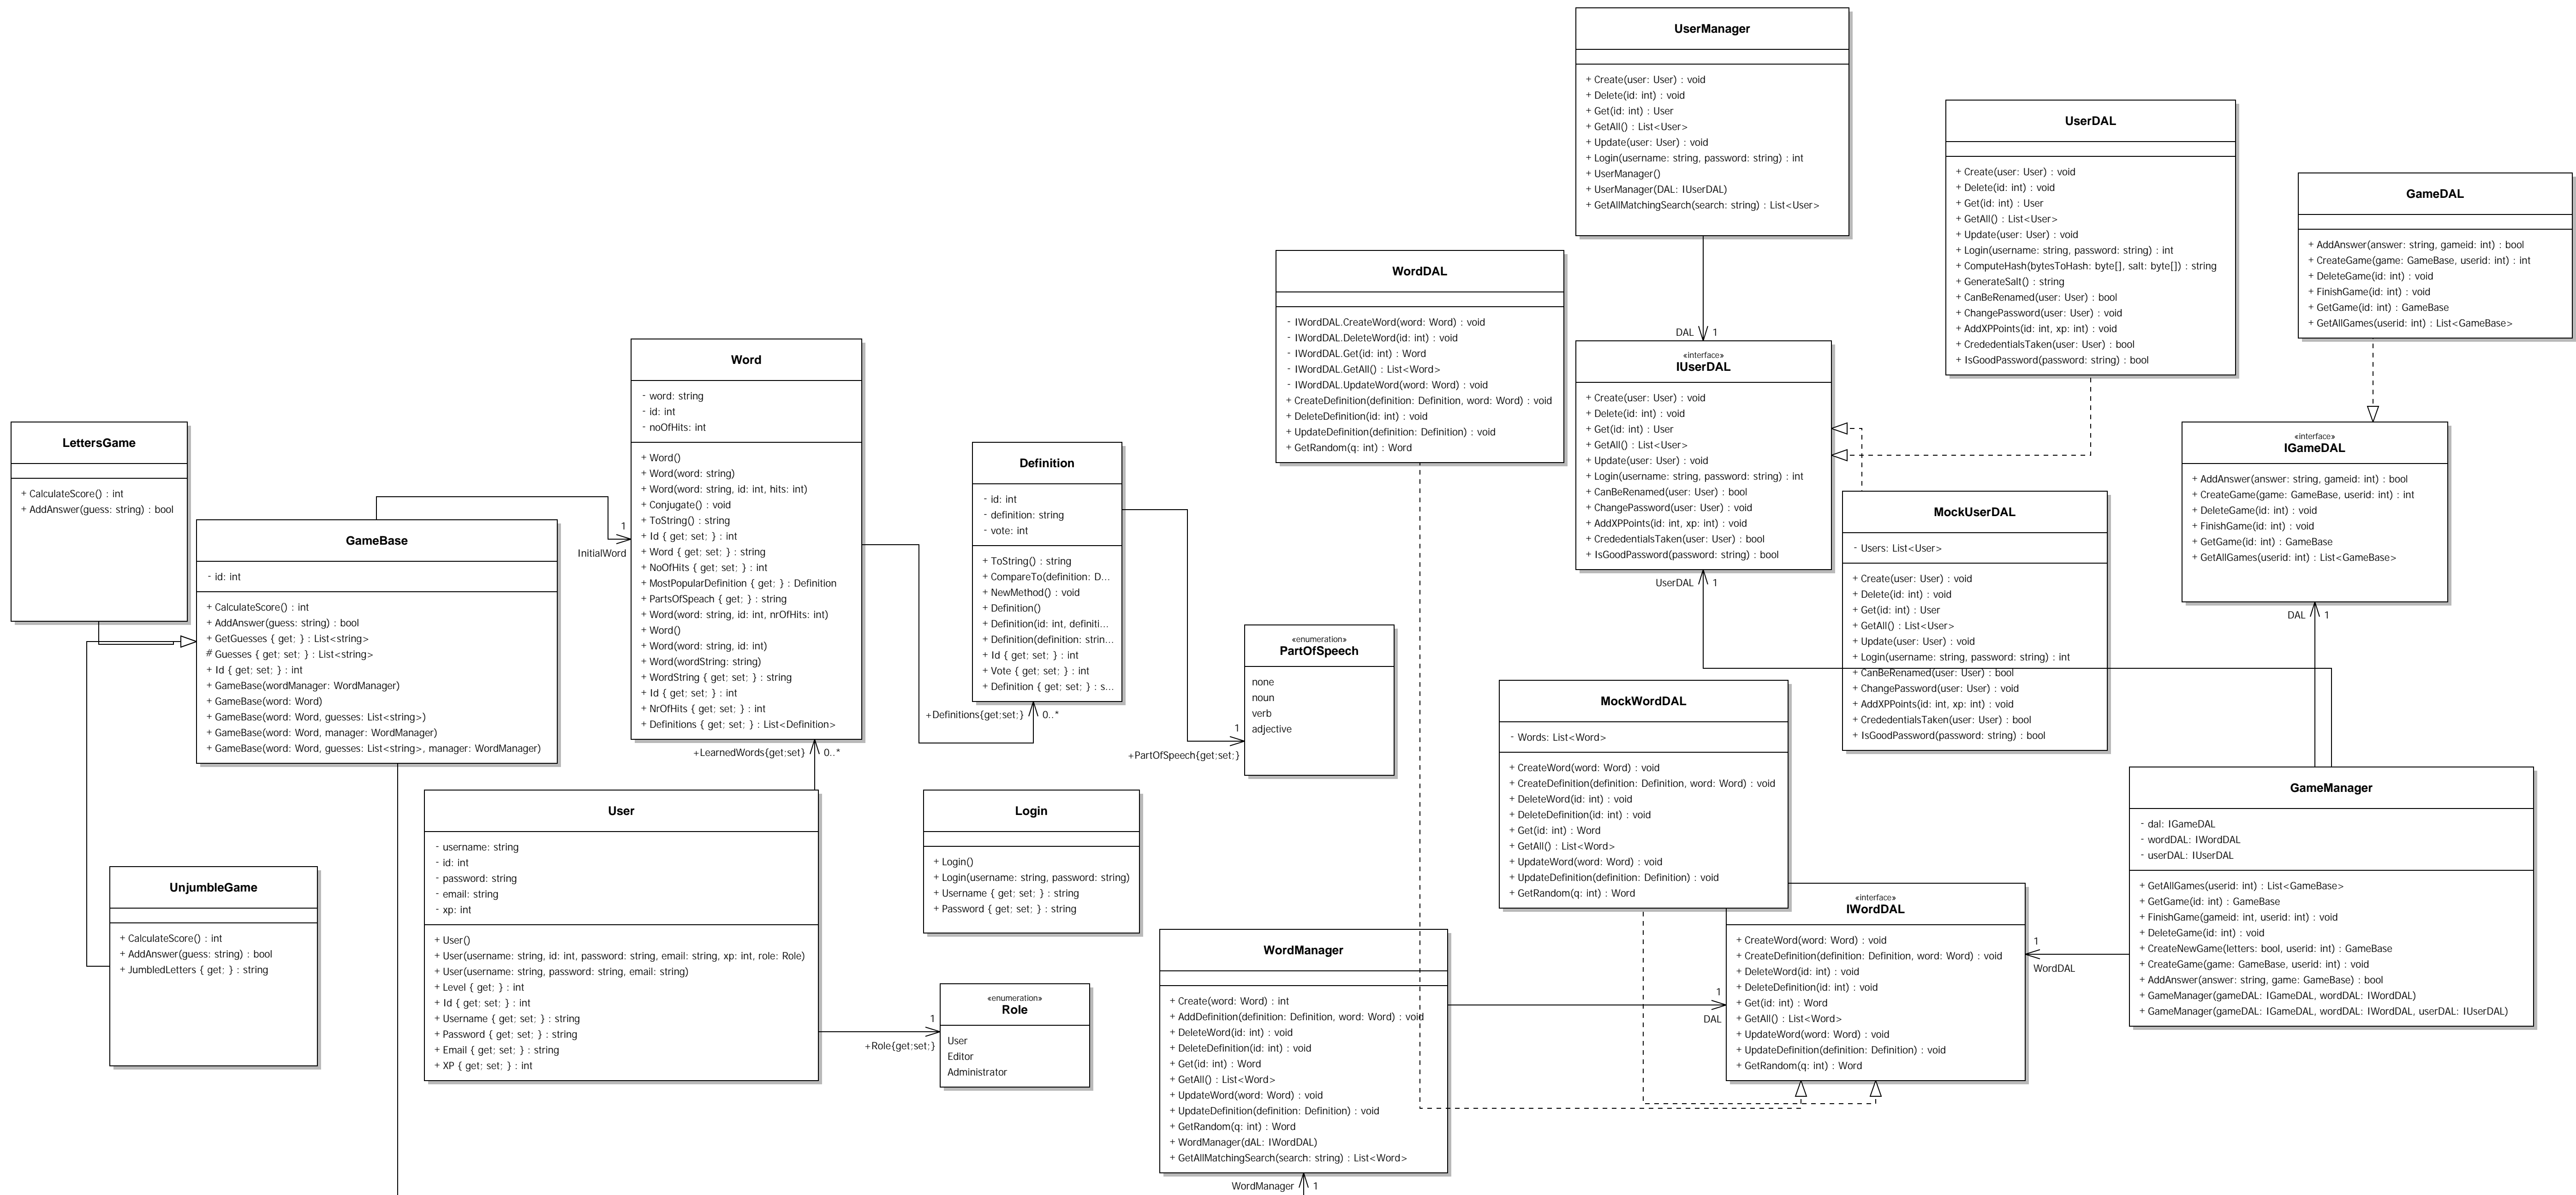 UserManager
+ Create(user: User) : void
+ Delete(id: int) : void
+ Get(id: int) : User
+ GetAll() : List<User>
+ Update(user: User) : void
+ Login(username: string, password: string) : int
+ UserManager()
+ UserManager(DAL: IUserDAL)
+ GetAllMatchingSearch(search: string) : List<User>
UserDAL
+ Create(user: User) : void
+ Delete(id: int) : void
+ Get(id: int) : User
+ GetAll() : List<User>
+ Update(user: User) : void
+ Login(username: string, password: string) : int
+ ComputeHash(bytesToHash: byte[], salt: byte[]) : string
+ GenerateSalt() : string
+ CanBeRenamed(user: User) : bool
+ ChangePassword(user: User) : void
+ AddXPPoints(id: int, xp: int) : void
+ CrededentialsTaken(user: User) : bool
+ IsGoodPassword(password: string) : bool
GameDAL
+ AddAnswer(answer: string, gameid: int) : bool
+ CreateGame(game: GameBase, userid: int) : int
+ DeleteGame(id: int) : void
+ FinishGame(id: int) : void
+ GetGame(id: int) : GameBase
+ GetAllGames(userid: int) : List<GameBase>
WordDAL
- IWordDAL.CreateWord(word: Word) : void
- IWordDAL.DeleteWord(id: int) : void
- IWordDAL.Get(id: int) : Word
- IWordDAL.GetAll() : List<Word>
- IWordDAL.UpdateWord(word: Word) : void
+ CreateDefinition(definition: Definition, word: Word) : void
+ DeleteDefinition(id: int) : void
+ UpdateDefinition(definition: Definition) : void
+ GetRandom(q: int) : Word
DAL 1
«interface»
IUserDAL
+ Create(user: User) : void
+ Delete(id: int) : void
+ Get(id: int) : User
+ GetAll() : List<User>
+ Update(user: User) : void
+ Login(username: string, password: string) : int
+ CanBeRenamed(user: User) : bool
+ ChangePassword(user: User) : void
+ AddXPPoints(id: int, xp: int) : void
+ CrededentialsTaken(user: User) : bool
+ IsGoodPassword(password: string) : bool
UserDAL 1
Word
- word: string
- id: int
- noOfHits: int
+ Word()
+ Word(word: string)
+ Word(word: string, id: int, hits: int)
+ Conjugate() : void
+ ToString() : string
+ Id { get; set; } : int
+ Word { get; set; } : string
+ NoOfHits { get; set; } : int
+ MostPopularDefinition { get; } : Definition
+ PartsOfSpeach { get; } : string
+ Word(word: string, id: int, nrOfHits: int)
+ Word()
+ Word(word: string, id: int)
+ Word(wordString: string)
+ WordString { get; set; } : string
+ Id { get; set; } : int
+ NrOfHits { get; set; } : int
+ Definitions { get; set; } : List<Definition>
LettersGame
+ CalculateScore() : int
+ AddAnswer(guess: string) : bool
GameBase
- id: int
+ CalculateScore() : int
+ AddAnswer(guess: string) : bool
+ GetGuesses { get; } : List<string>
# Guesses { get; set; } : List<string>
+ Id { get; set; } : int
+ GameBase(wordManager: WordManager)
+ GameBase(word: Word)
+ GameBase(word: Word, guesses: List<string>)
+ GameBase(word: Word, manager: WordManager)
+ GameBase(word: Word, guesses: List<string>, manager: WordManager)
1
InitialWord
Definition
- id: int
- definition: string
- vote: int
+ ToString() : string
+ CompareTo(definition: D...
+ NewMethod() : void
+ Definition()
+ Definition(id: int, definiti...
+ Definition(definition: strin...
+ Id { get; set; } : int
+ Vote { get; set; } : int
+ Definition { get; set; } : s...
+Definitions{get;set;} 0..*
«enumeration»
PartOfSpeech
none
noun
verb
adjective
1
+PartOfSpeech{get;set;}
«interface»
IGameDAL
+ AddAnswer(answer: string, gameid: int) : bool
+ CreateGame(game: GameBase, userid: int) : int
+ DeleteGame(id: int) : void
+ FinishGame(id: int) : void
+ GetGame(id: int) : GameBase
+ GetAllGames(userid: int) : List<GameBase>
DAL 1
MockUserDAL
- Users: List<User>
+ Create(user: User) : void
+ Delete(id: int) : void
+ Get(id: int) : User
+ GetAll() : List<User>
+ Update(user: User) : void
+ Login(username: string, password: string) : int
+ CanBeRenamed(user: User) : bool
+ ChangePassword(user: User) : void
+ AddXPPoints(id: int, xp: int) : void
+ CrededentialsTaken(user: User) : bool
+ IsGoodPassword(password: string) : bool
MockWordDAL
- Words: List<Word>
+ CreateWord(word: Word) : void
+ CreateDefinition(definition: Definition, word: Word) : void
+ DeleteWord(id: int) : void
+ DeleteDefinition(id: int) : void
+ Get(id: int) : Word
+ GetAll() : List<Word>
+ UpdateWord(word: Word) : void
+ UpdateDefinition(definition: Definition) : void
+ GetRandom(q: int) : Word
+LearnedWords{get;set} 0..*
User
- username: string
- id: int
- password: string
- email: string
- xp: int
+ User()
+ User(username: string, id: int, password: string, email: string, xp: int, role: Role)
+ User(username: string, password: string, email: string)
+ Level { get; } : int
+ Id { get; set; } : int
+ Username { get; set; } : string
+ Password { get; set; } : string
+ Email { get; set; } : string
+ XP { get; set; } : int
Login
+ Login()
+ Login(username: string, password: string)
+ Username { get; set; } : string
+ Password { get; set; } : string
UnjumbleGame
+ CalculateScore() : int
+ AddAnswer(guess: string) : bool
+ JumbledLetters { get; } : string
«enumeration»
Role
User
Editor
Administrator
1
+Role{get;set;}
WordManager
+ Create(word: Word) : int
+ AddDefinition(definition: Definition, word: Word) : void
+ DeleteWord(id: int) : void
+ DeleteDefinition(id: int) : void
+ Get(id: int) : Word
+ GetAll() : List<Word>
+ UpdateWord(word: Word) : void
+ UpdateDefinition(definition: Definition) : void
+ GetRandom(q: int) : Word
+ WordManager(dAL: IWordDAL)
+ GetAllMatchingSearch(search: string) : List<Word>
WordManager 1
1
DAL
«interface»
IWordDAL
+ CreateWord(word: Word) : void
+ CreateDefinition(definition: Definition, word: Word) : void
+ DeleteWord(id: int) : void
+ DeleteDefinition(id: int) : void
+ Get(id: int) : Word
+ GetAll() : List<Word>
+ UpdateWord(word: Word) : void
+ UpdateDefinition(definition: Definition) : void
+ GetRandom(q: int) : Word
1
WordDAL
GameManager
- dal: IGameDAL
- wordDAL: IWordDAL
- userDAL: IUserDAL
+ GetAllGames(userid: int) : List<GameBase>
+ GetGame(id: int) : GameBase
+ FinishGame(gameid: int, userid: int) : void
+ DeleteGame(id: int) : void
+ CreateNewGame(letters: bool, userid: int) : GameBase
+ CreateGame(game: GameBase, userid: int) : void
+ AddAnswer(answer: string, game: GameBase) : bool
+ GameManager(gameDAL: IGameDAL, wordDAL: IWordDAL)
+ GameManager(gameDAL: IGameDAL, wordDAL: IWordDAL, userDAL: IUserDAL)